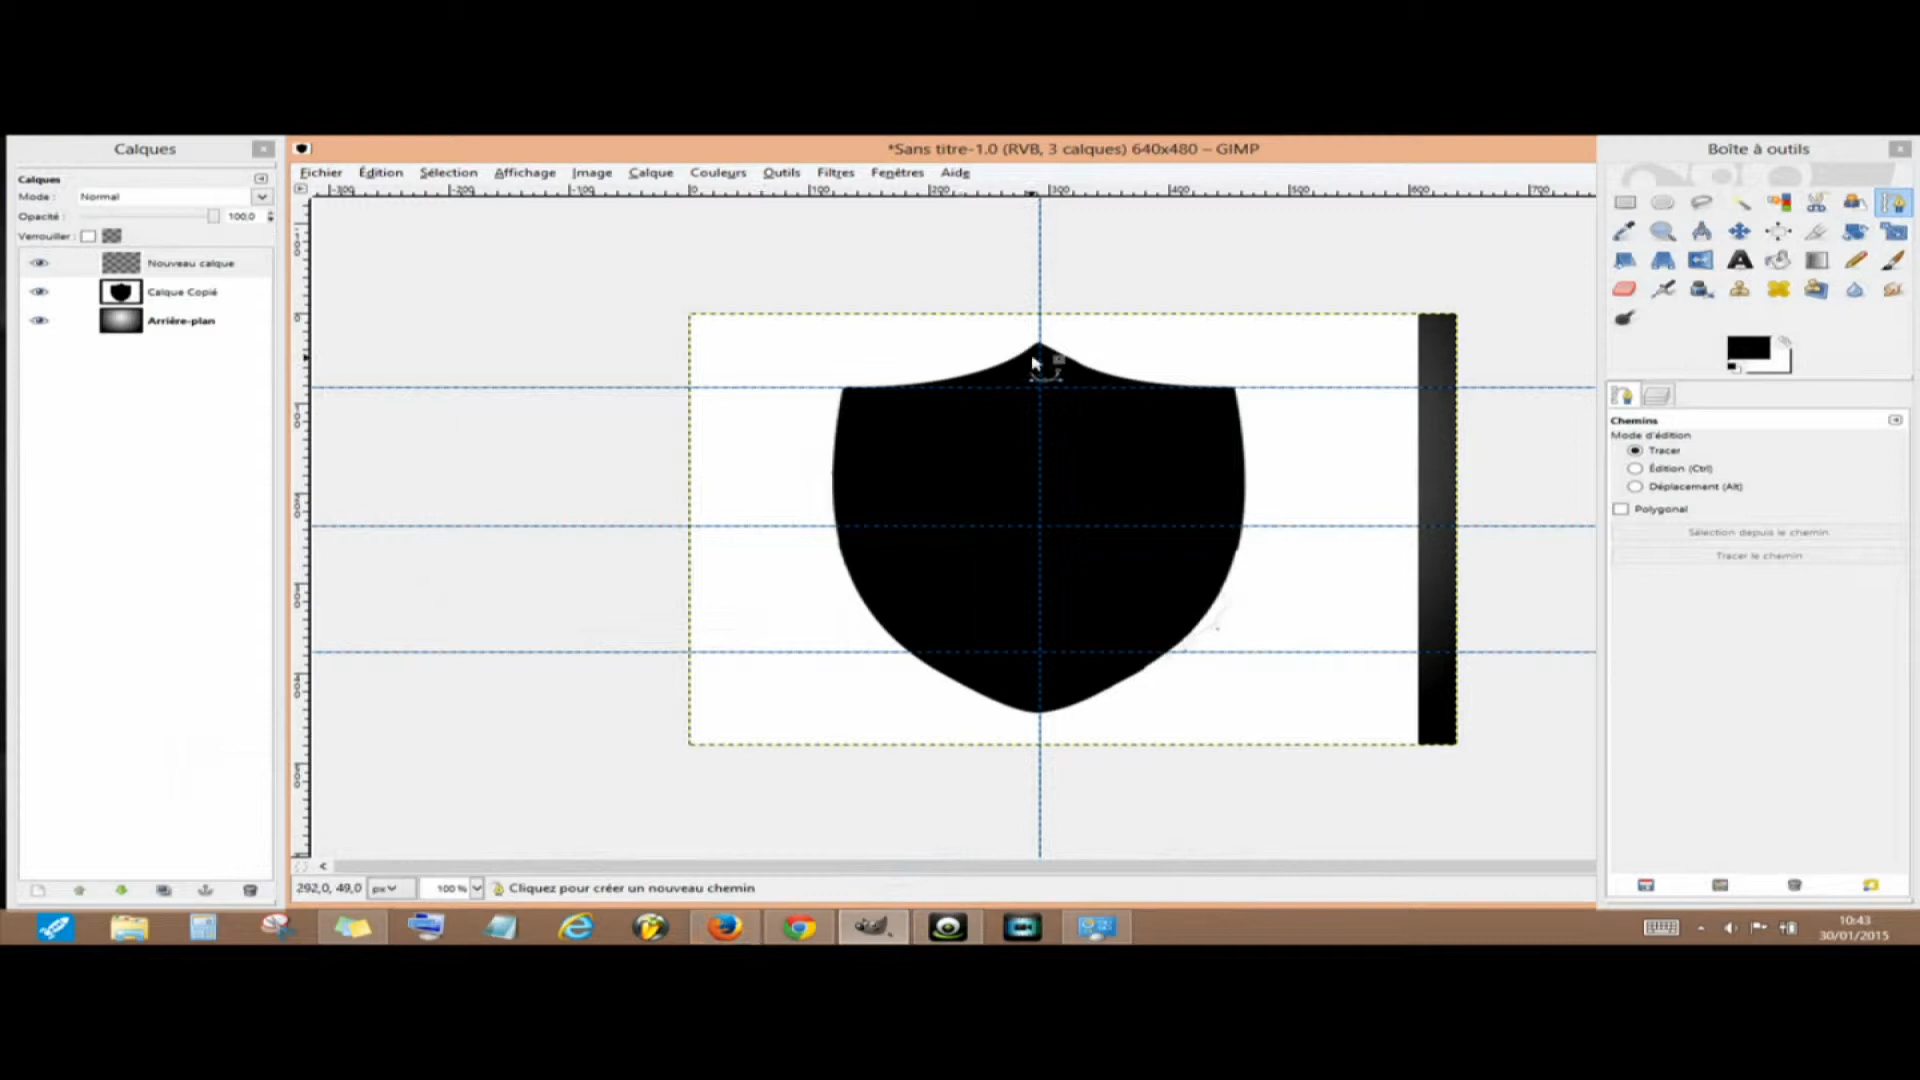 Calques
*Sans titre-1.0 (RVB, 3 calques) 640x480 – GIMP
Boîte à outils
Fichier Édition Sélection Affichage Image Calque Couleurs Outils Filtres Fenêtres Aide
Calques
Mode : Normal
Opacité : 100,0
Verrouiller :
Nouveau calque
Calque Copié
Arrière-plan
Chemins
Mode d'édition
Tracer
Édition (Ctrl)
Déplacement (Alt)
Polygonal
Sélection depuis le chemin
Tracer le chemin
292,0, 49,0 px 100 % Cliquez pour créer un nouveau chemin
10:43
30/01/2015